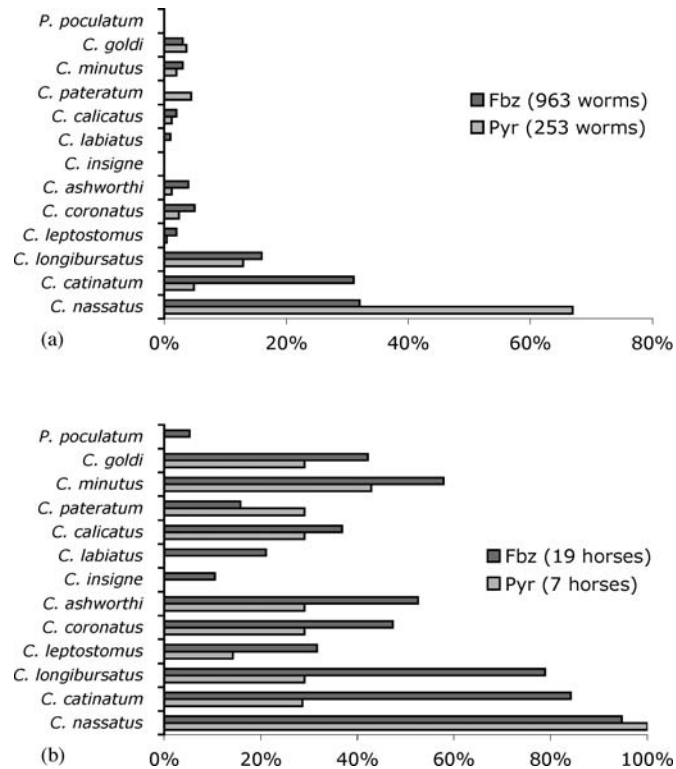 P. poculatum
C. goldi
C. minutus
C. pateratum
C. calicatus
C. labiatus
C. insigne
C. ashworthi
C. coronatus
C. leptostomus
C. longibursatus
C. catinatum
C. nassatus
Fbz (963 worms)
Pyr (253 worms)
(a)
0% 20% 40% 60% 80%
P. poculatum
C. goldi
C. minutus
C. pateratum
C. calicatus
C. labiatus
C. insigne
C. ashworthi
C. coronatus
C. leptostomus
C. longibursatus
C. catinatum
C. nassatus
Fbz (19 horses)
Pyr (7 horses)
(b)
0% 20% 40% 60% 80% 100%